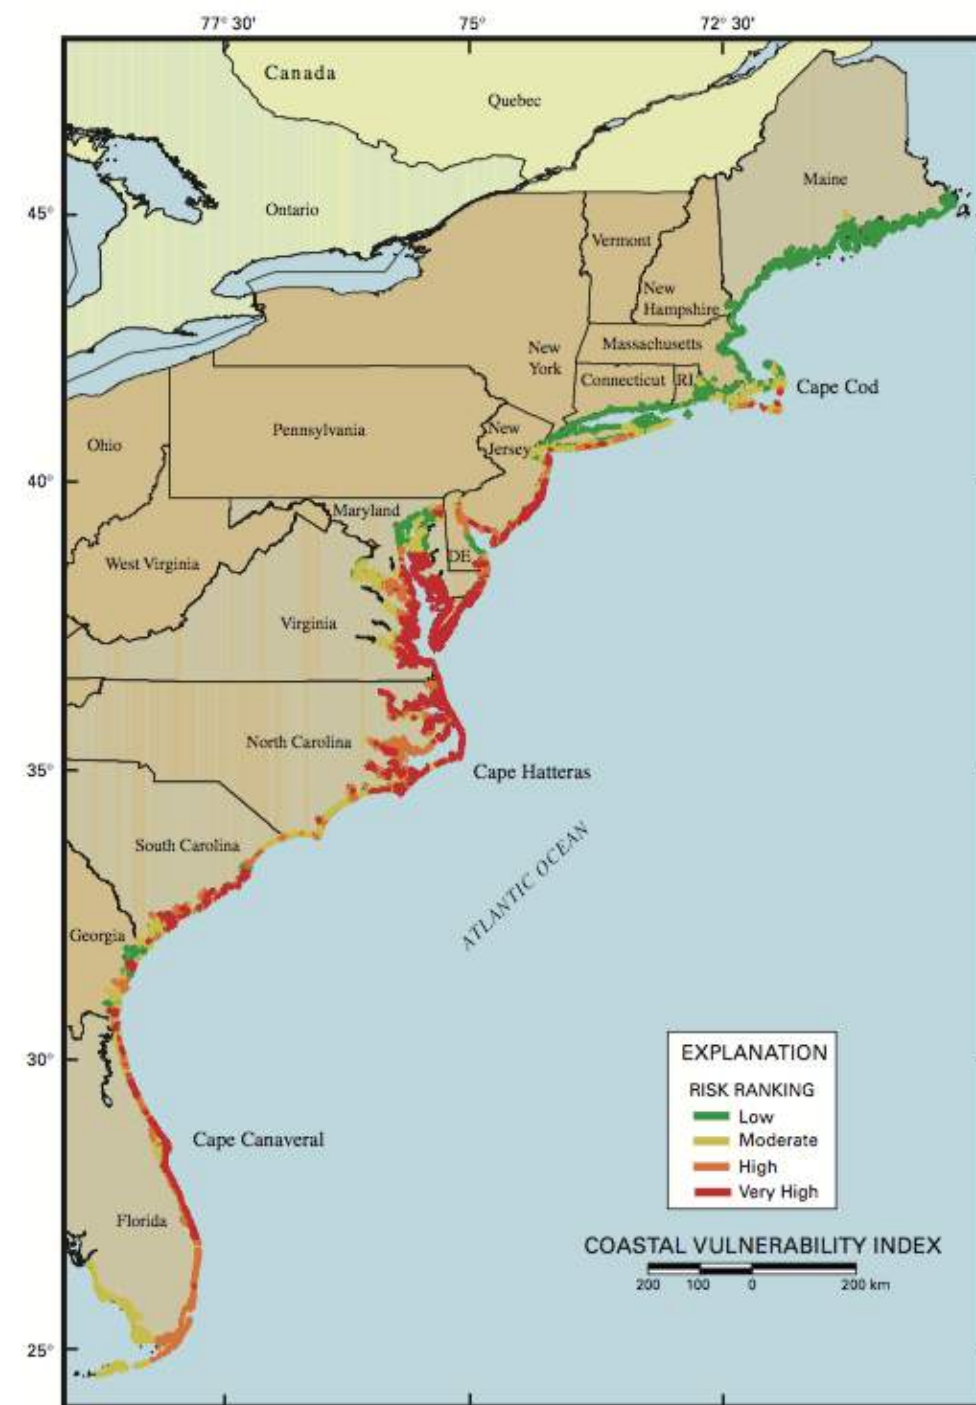 77° 30'
75°
72° 30'
Canada
Quebec
Maine
Ontario
45°
Vermont
New
Hampshire
Massachusetts
New
York
Connecticut
RI
Cape Cod
New
Jersey
Pennsylvania
Ohio
40°
Maryland
DE
West Virginia
Virginia
North Carolina
35°
Cape Hatteras
South Carolina
ATLANTIC OCEAN
Georgia
30°
EXPLANATION
RISK RANKING
Low
Moderate
High
Very High
Cape Canaveral
Florida
COASTAL VULNERABILITY INDEX
200 100 0 200 km
25°